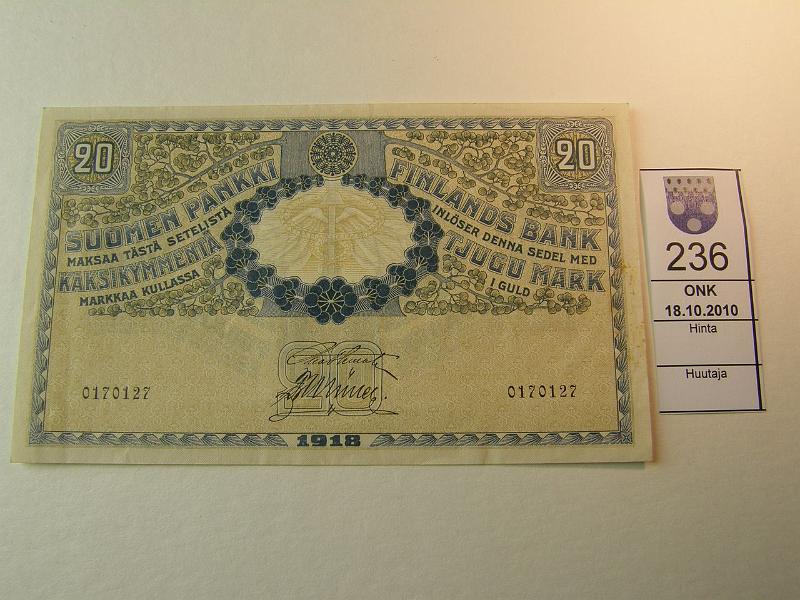 20
20
SUOMEN PANKKI
MAKSAA TÄSTÄ SETELISTÄ
KAKSIKYMMENTÄ
MARKKAA KULLASSA
FINLANDS BANK
INLÖSER DENNA SEDEL MED
TJUGU MARK
I GULD
0170127
20
0170127
1918
236
ONK
18.10.2010
Hinta
Huutaja